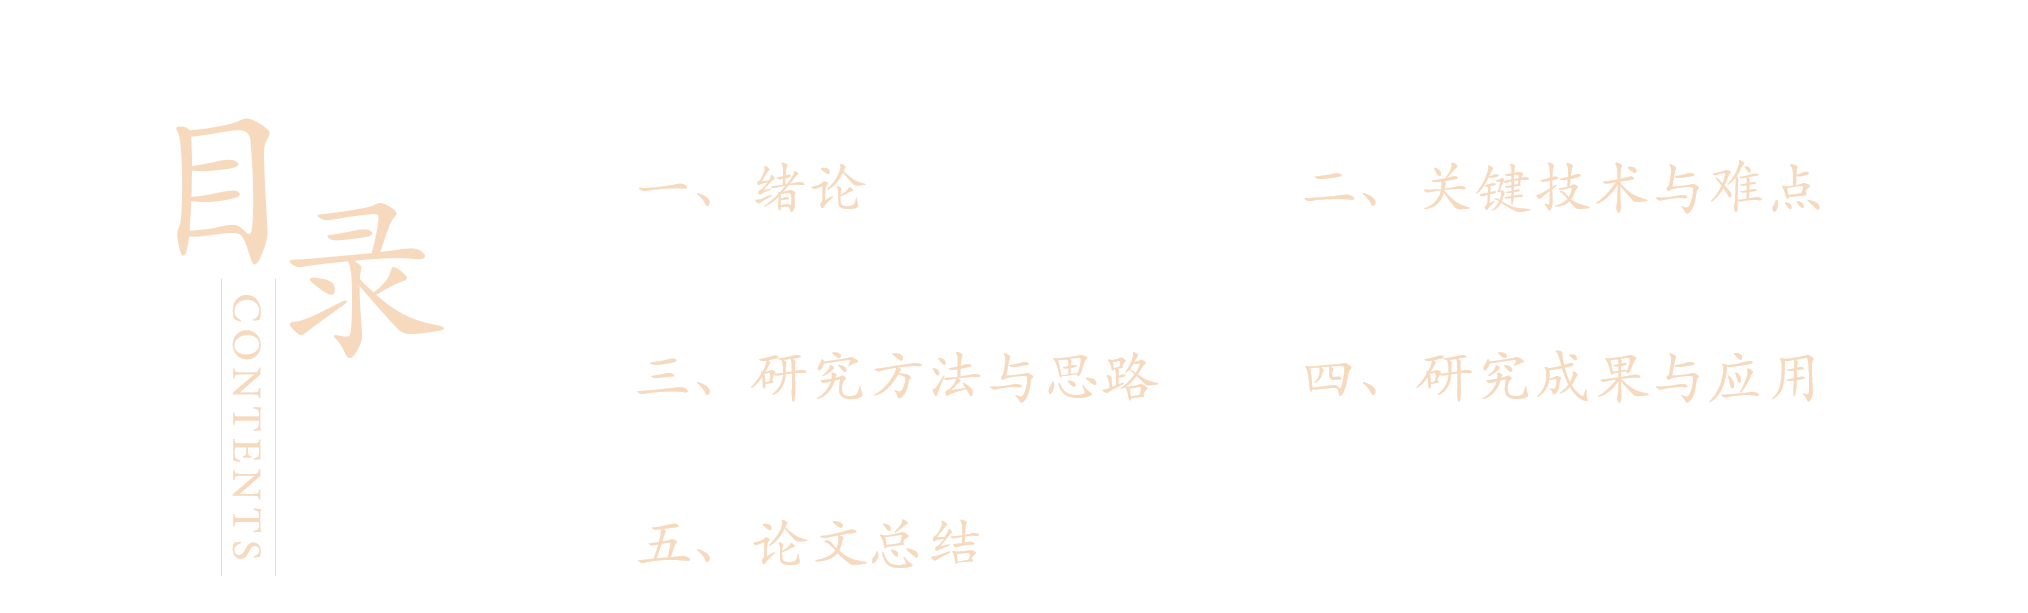 目录
CONTENTS
一、绪论
二、关键技术与难点
三、研究方法与思路
四、研究成果与应用
五、论文总结